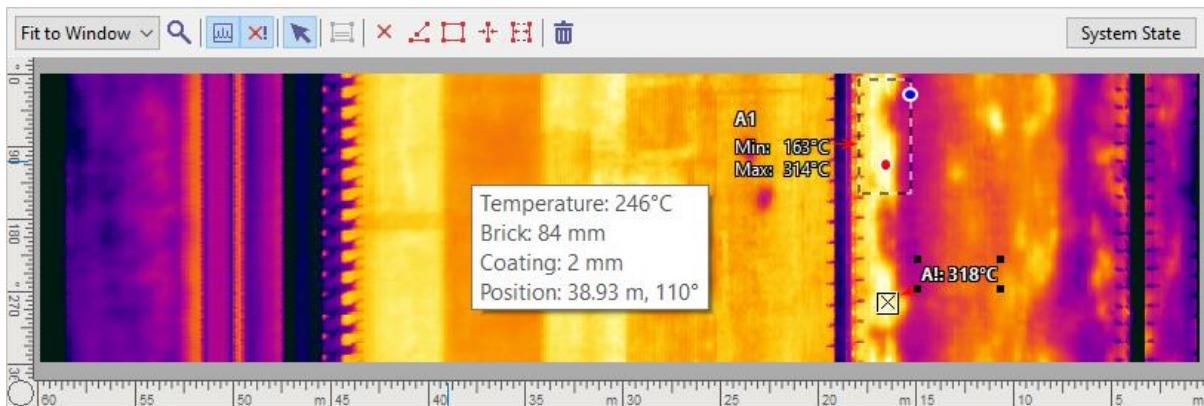 Fit to Window
System State
0
90
180
270
36
A1
Min: 163°C
Max: 314°C
Temperature: 246°C
Brick: 84 mm
Coating: 2 mm
Position: 38.93 m, 110°
A!: 318°C
60 55 50 m 45 40 35 m 30 25 20 m 15 10 5 m